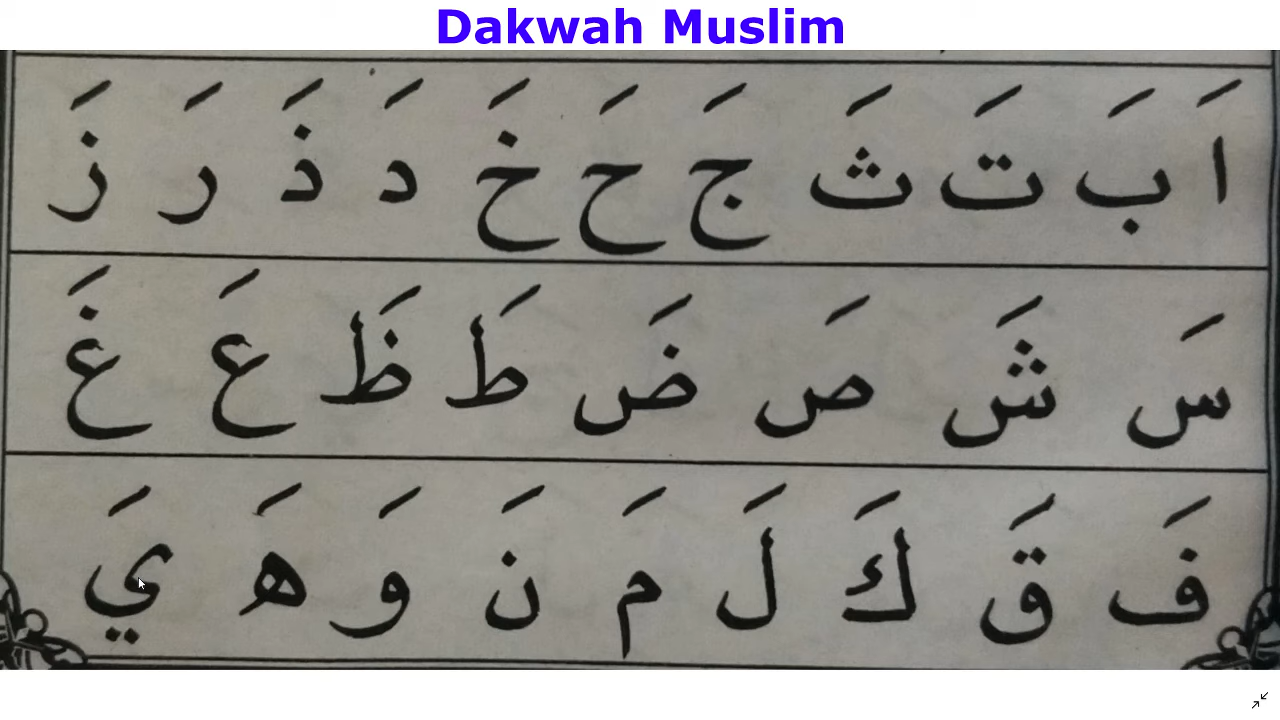 Dakwah Muslim
اَ بَ تَ ثَ جَ حَ خَ دَ ذَ رَ زَ
سَ شَ صَ ضَ طَ ظَ عَ غَ
فَ قَ كَ لَ مَ نَ وَ هَ يَ